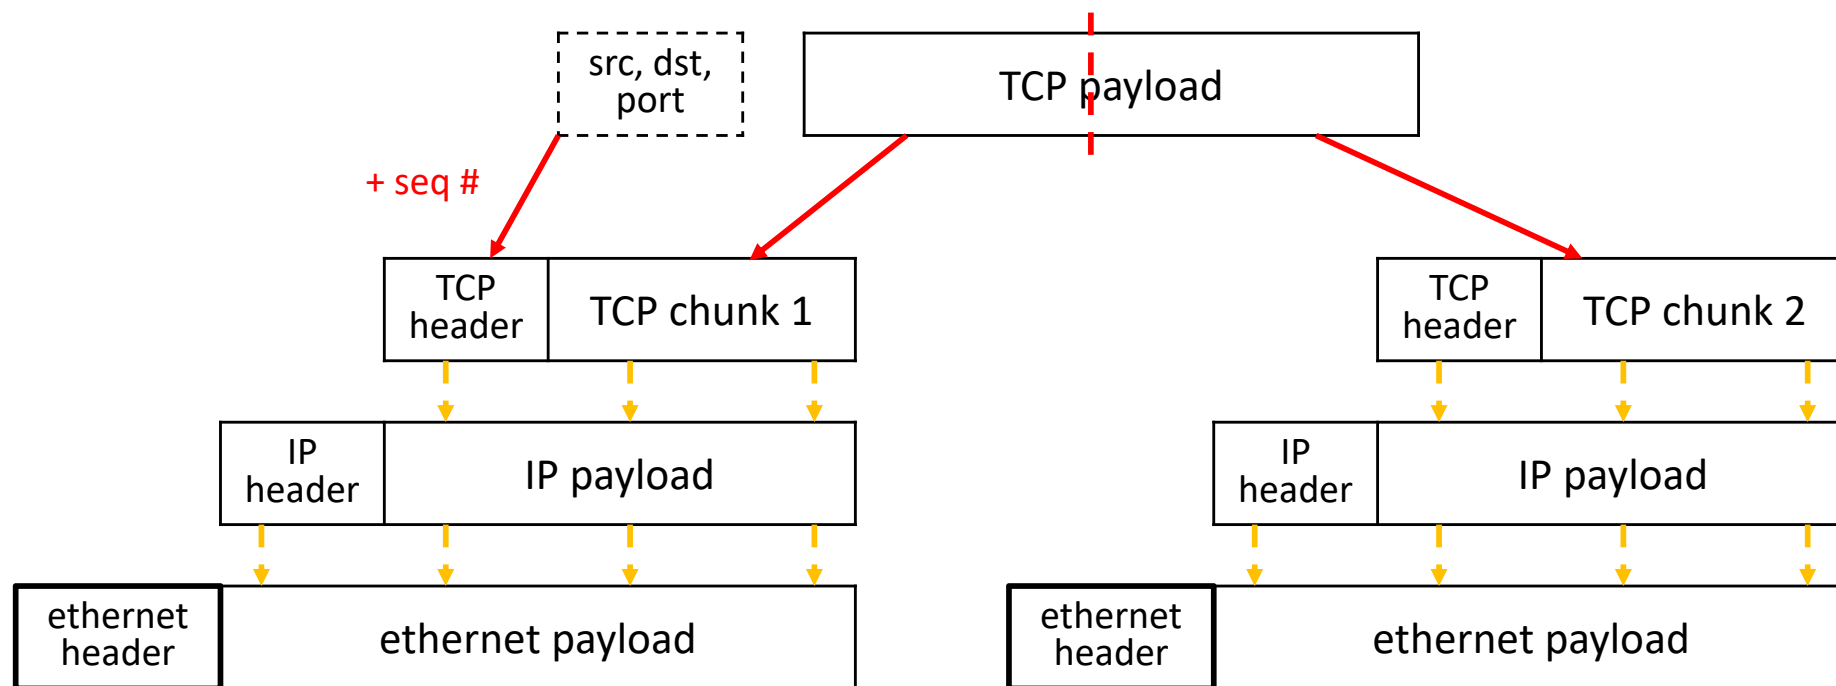 src, dst,
port
TCP payload
+ seq #
TCP
header
TCP chunk 1
TCP
header
TCP chunk 2
IP
header
IP payload
IP
header
IP payload
ethernet
header
ethernet payload
ethernet
header
ethernet payload